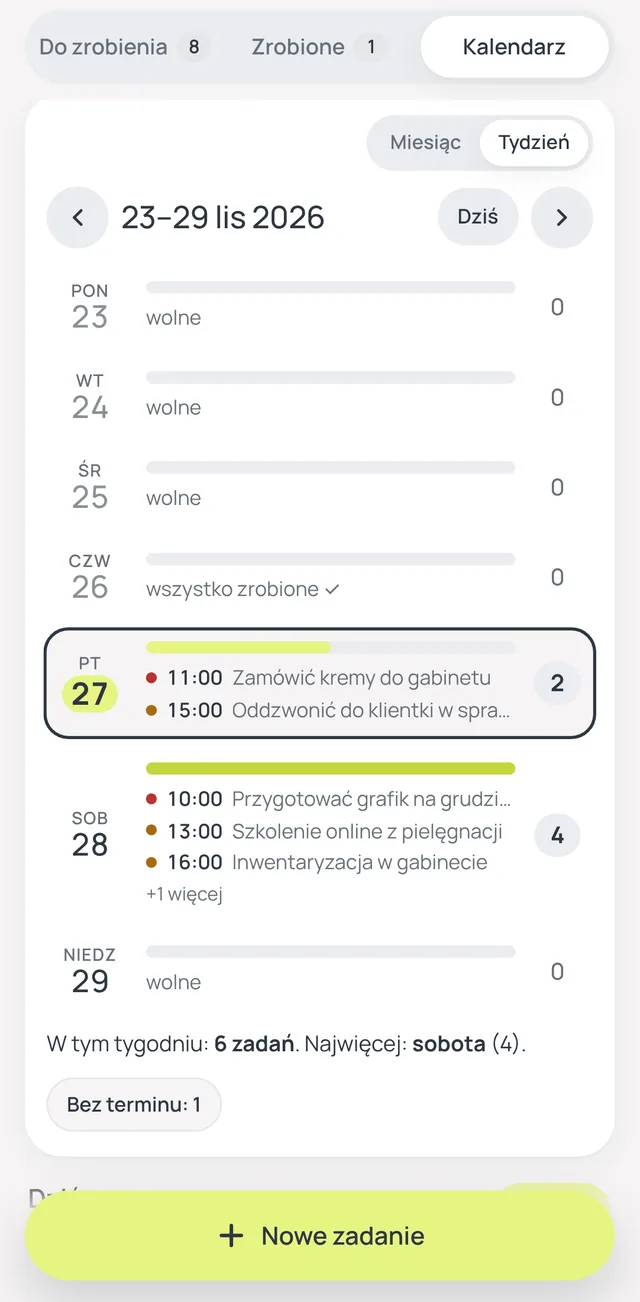 Do zrobienia 8 Zrobione 1 Kalendarz
Miesiąc Tydzień
23–29 lis 2026 Dziś
PON
23 wolne 0
WT
24 wolne 0
ŚR
25 wolne 0
CZW
26 wszystko zrobione ✓ 0
PT
27 2
11:00 Zamówić kremy do gabinetu
15:00 Oddzwonić do klientki w spra...
SOB
28 4
10:00 Przygotować grafik na grudzi...
13:00 Szkolenie online z pielęgnacji
16:00 Inwentaryzacja w gabinecie
+1 więcej
NIEDZ
29 wolne 0
W tym tygodniu: 6 zadań. Najwięcej: sobota (4).
Bez terminu: 1
+ Nowe zadanie